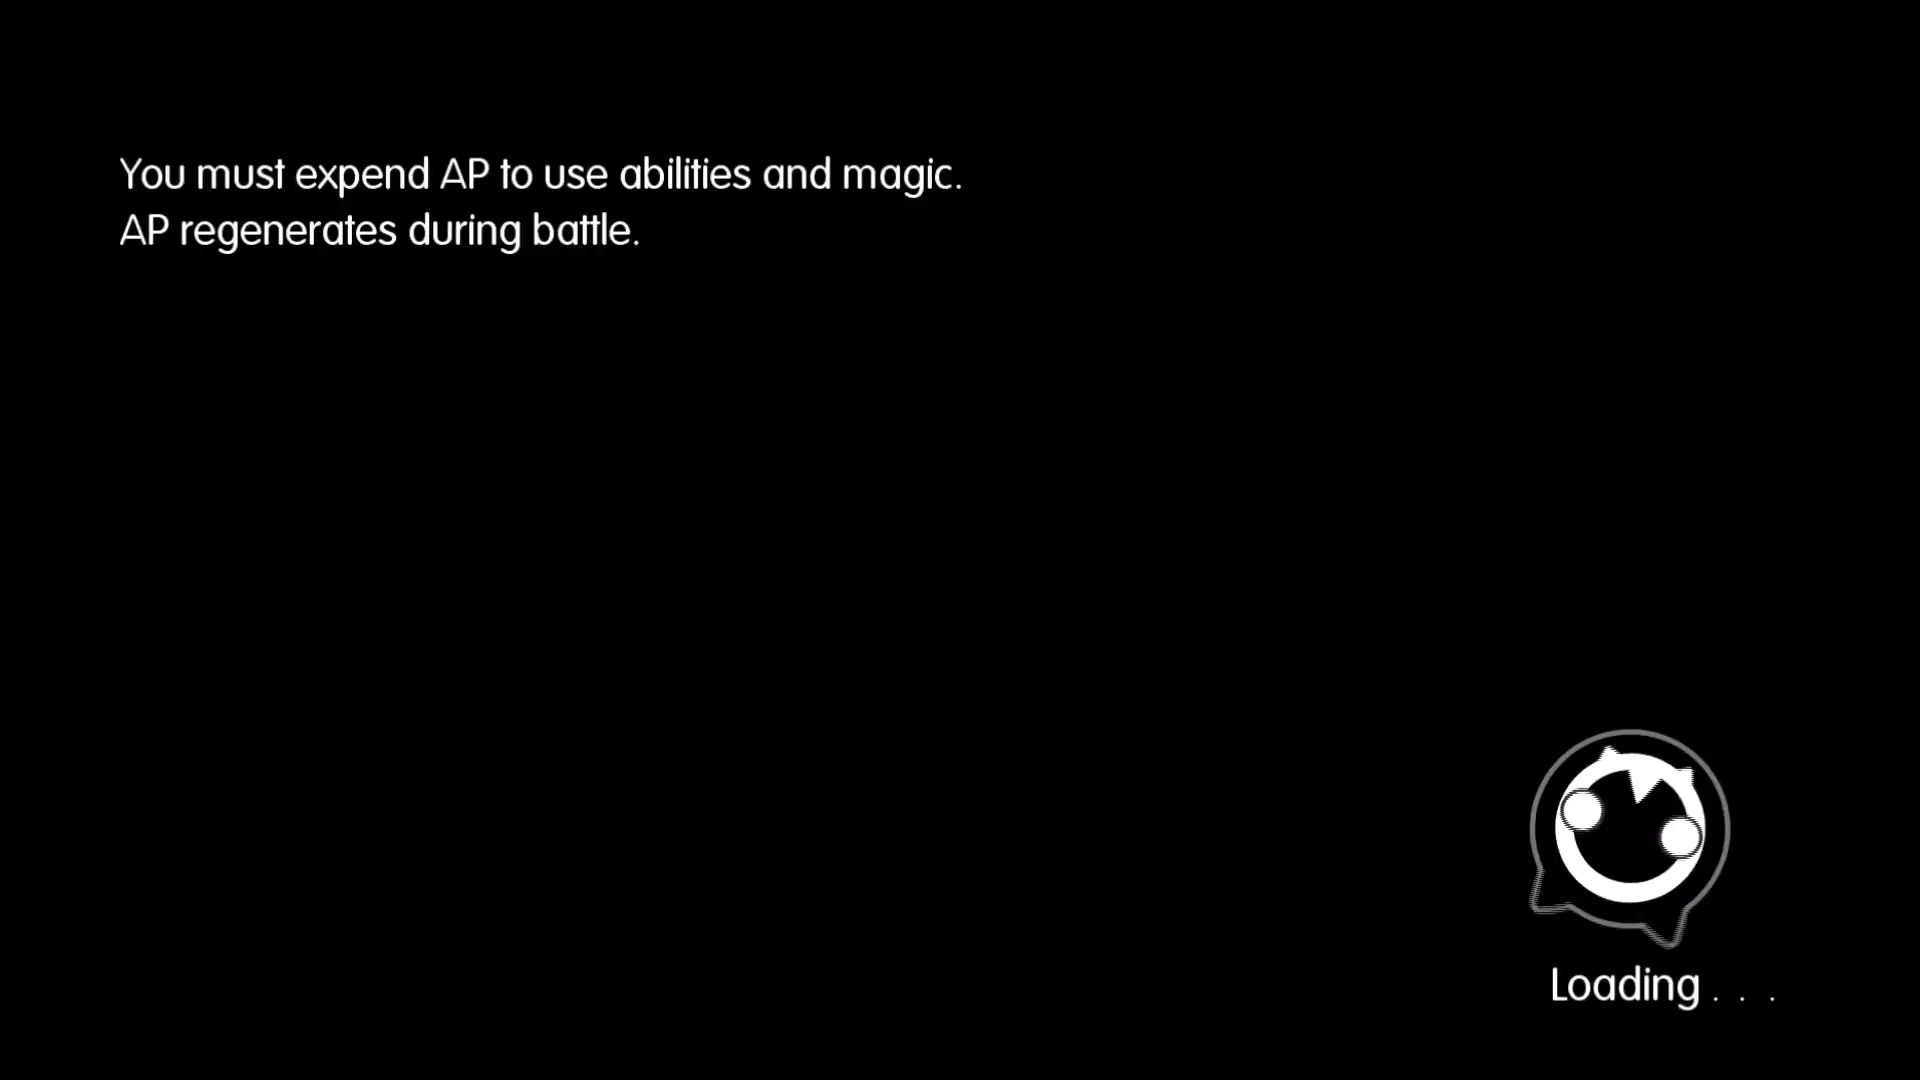 You must expend AP to use abilities and magic.
AP regenerates during battle.
Loading . . .